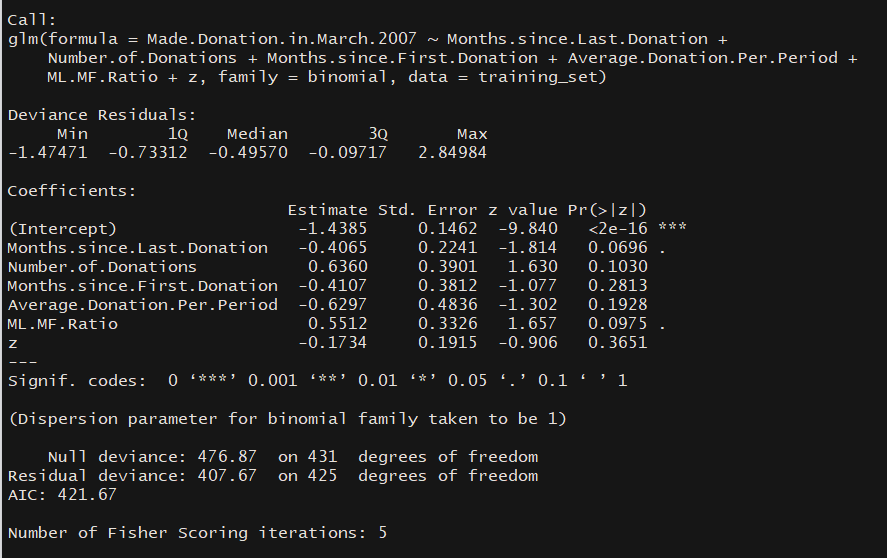 Call:
glm(formula = Made.Donation.in.March.2007 ~ Months.since.Last.Donation +
    Number.of.Donations + Months.since.First.Donation + Average.Donation.Per.Period +
    ML.MF.Ratio + z, family = binomial, data = training_set)
Deviance Residuals:
     Min       1Q   Median       3Q      Max
-1.47471  -0.73312  -0.49570  -0.09717   2.84984
Coefficients:
                            Estimate Std. Error z value Pr(>|z|)
(Intercept)                  -1.4385     0.1462  -9.840   <2e-16 ***
Months.since.Last.Donation   -0.4065     0.2241  -1.814   0.0696 .
Number.of.Donations           0.6360     0.3901   1.630   0.1030
Months.since.First.Donation  -0.4107     0.3812  -1.077   0.2813
Average.Donation.Per.Period  -0.6297     0.4836  -1.302   0.1928
ML.MF.Ratio                   0.5512     0.3326   1.657   0.0975 .
z                            -0.1734     0.1915  -0.906   0.3651
---
Signif. codes:  0 ‘***’ 0.001 ‘**’ 0.01 ‘*’ 0.05 ‘.’ 0.1 ‘ ’ 1
(Dispersion parameter for binomial family taken to be 1)
    Null deviance: 476.87  on 431  degrees of freedom
Residual deviance: 407.67  on 425  degrees of freedom
AIC: 421.67
Number of Fisher Scoring iterations: 5